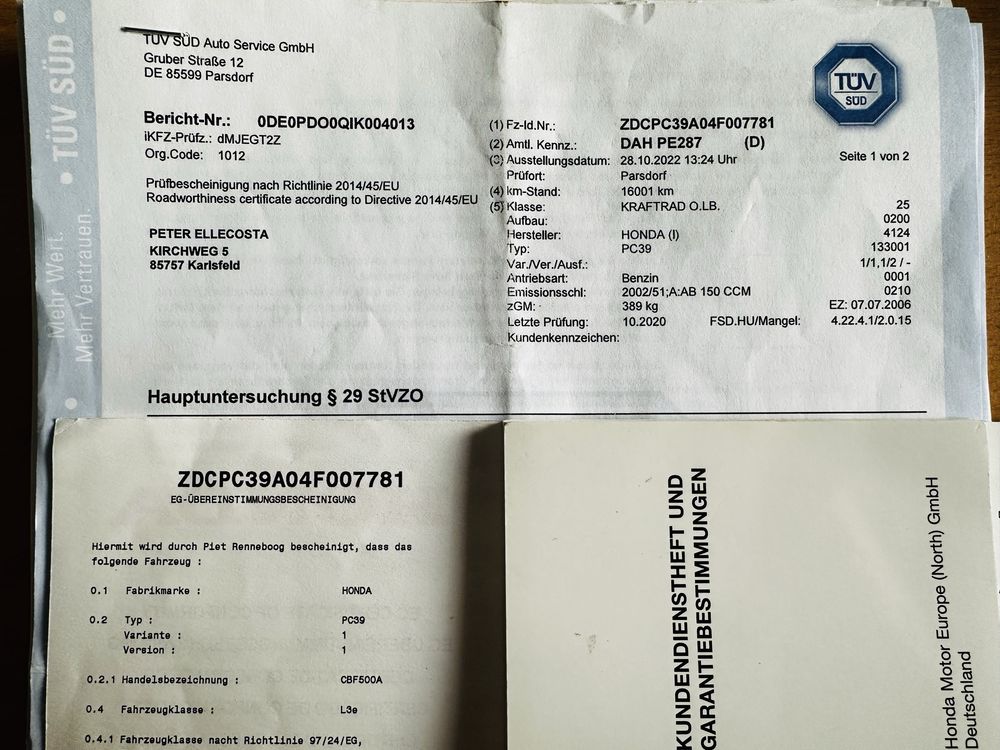 TÜV SÜD
Mehr Wert.
Mehr Vertrauen.
TÜV SÜD Auto Service GmbH
Gruber Straße 12
DE 85599 Parsdorf
TÜV
SÜD
Bericht-Nr.: 0DE0PDO0QIK004013
iKFZ-Prüfz.: dMJEGT2Z
Org.Code: 1012
Prüfbescheinigung nach Richtlinie 2014/45/EU
Roadworthiness certificate according to Directive 2014/45/EU
PETER ELLECOSTA
KIRCHWEG 5
85757 Karlsfeld
(1) Fz-Id.Nr.: ZDCPC39A04F007781
(2) Amtl. Kennz.: DAH PE287 (D)
(3) Ausstellungsdatum: 28.10.2022 13:24 Uhr Seite 1 von 2
Prüfort: Parsdorf
(4) km-Stand: 16001 km
(5) Klasse: KRAFTRAD O.LB. 25
Aufbau: 0200
Hersteller: HONDA (I) 4124
Typ: PC39 133001
Var./Ver./Ausf.: 1/1,1/2 / -
Antriebsart: Benzin 0001
Emissionsschl: 2002/51;A:AB 150 CCM 0210
zGM: 389 kg EZ: 07.07.2006
Letzte Prüfung: 10.2020 FSD.HU/Mangel: 4.22.4.1/2.0.15
Kundenkennzeichen:
Hauptuntersuchung § 29 StVZO
ZDCPC39A04F007781
EG-ÜBEREINSTIMMUNGSBESCHEINIGUNG
Hiermit wird durch Piet Renneboog bescheinigt, dass das
folgende Fahrzeug :
0.1 Fabrikmarke : HONDA
0.2 Typ : PC39
Variante : 1
Version : 1
0.2.1 Handelsbezeichnung : CBF500A
0.4 Fahrzeugklasse : L3e
0.4.1 Fahrzeugklasse nacht Richtlinie 97/24/EG,
KUNDENDIENSTHEFT UND
GARANTIEBESTIMMUNGEN
Honda Motor Europe (North) GmbH
Deutschland